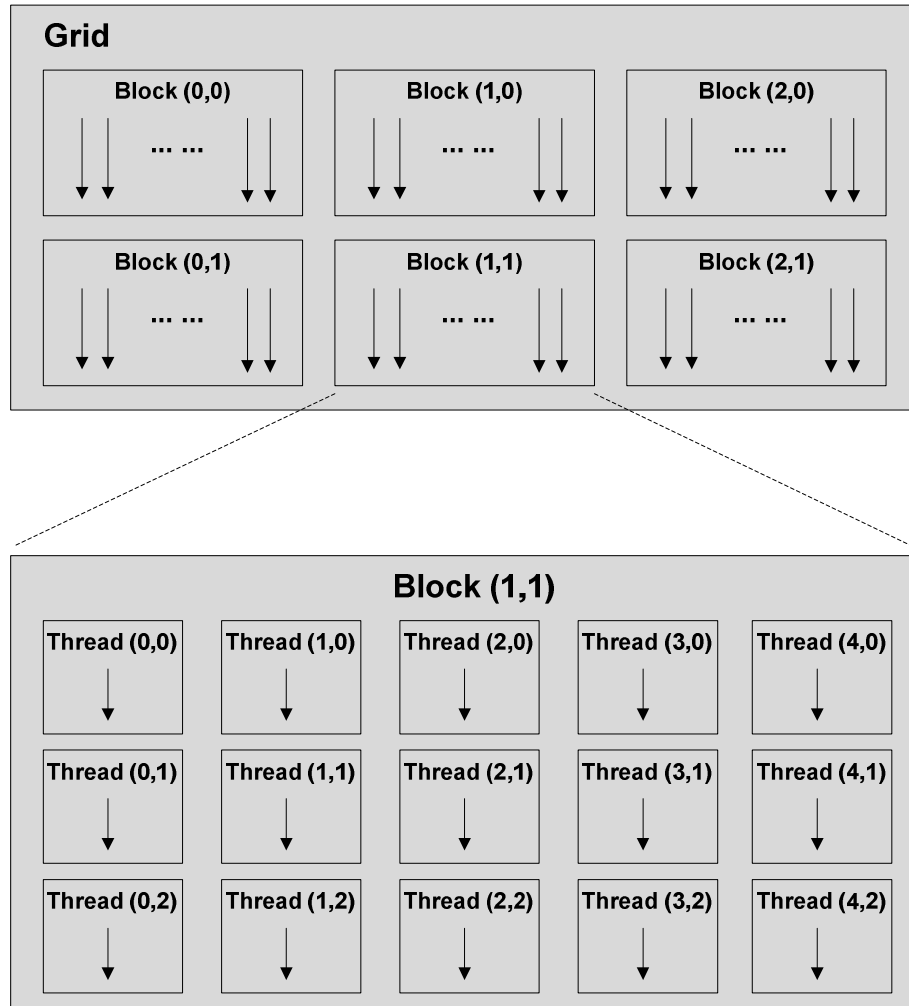 Grid
Block (0,0) Block (1,0) Block (2,0)
... ... ... ... ... ...
Block (0,1) Block (1,1) Block (2,1)
... ... ... ... ... ...
Block (1,1)
Thread (0,0) Thread (1,0) Thread (2,0) Thread (3,0) Thread (4,0)
Thread (0,1) Thread (1,1) Thread (2,1) Thread (3,1) Thread (4,1)
Thread (0,2) Thread (1,2) Thread (2,2) Thread (3,2) Thread (4,2)